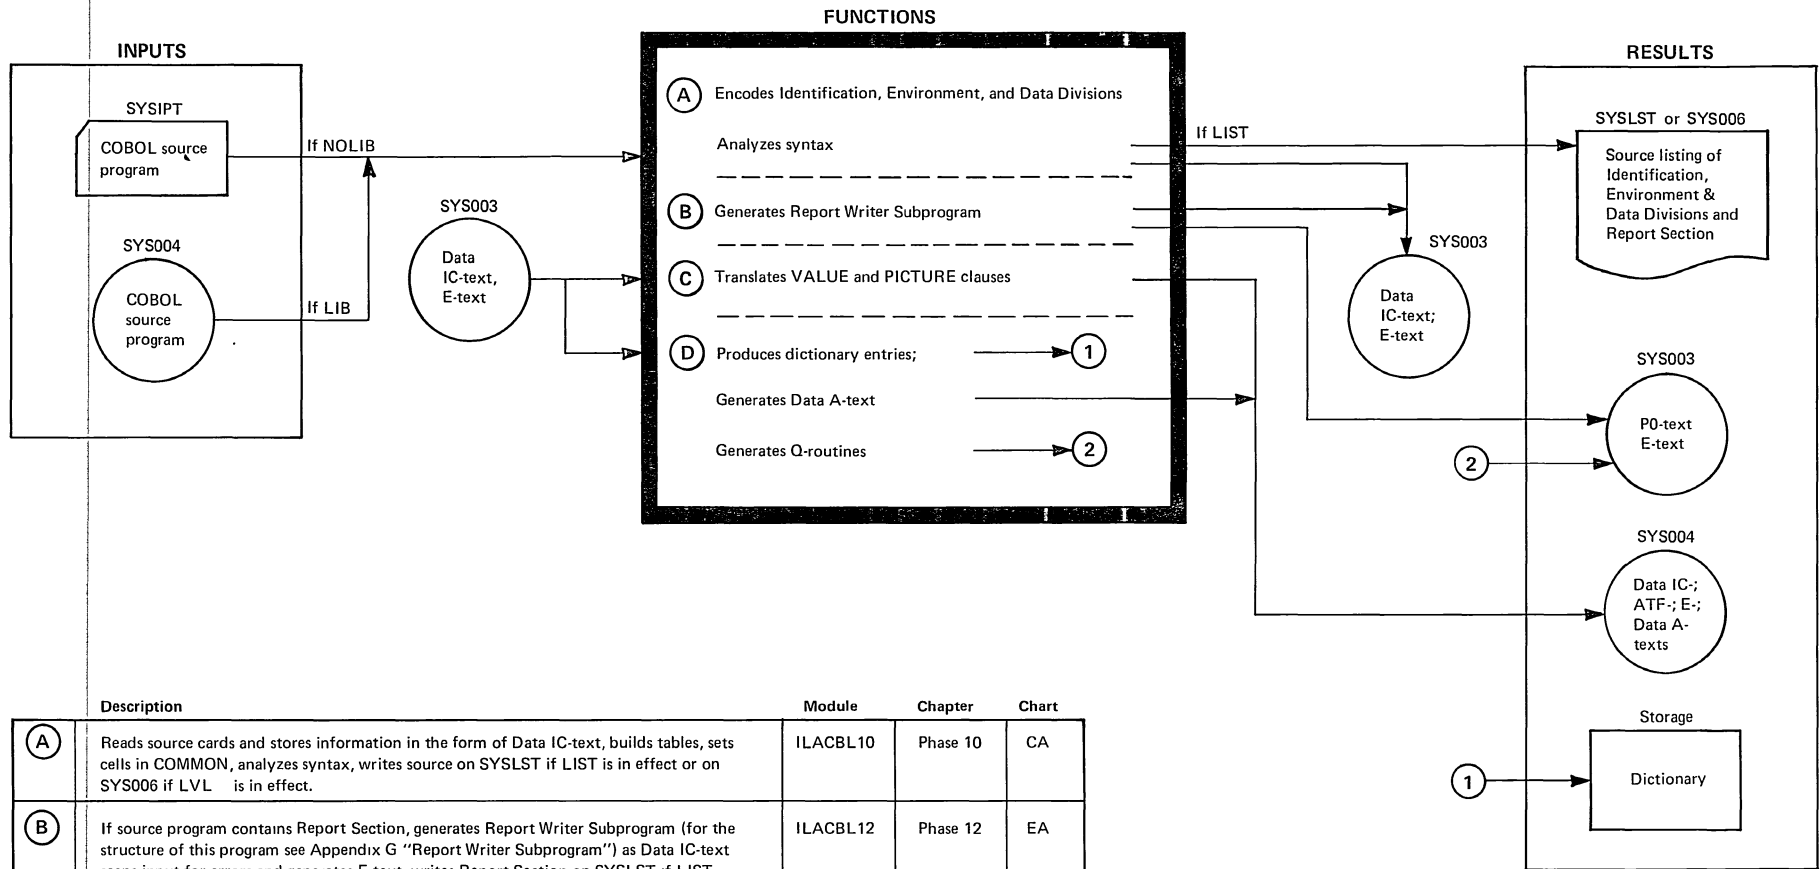 FUNCTIONS
INPUTS
RESULTS
SYSIPT
COBOL source
program
If NOLIB
SYS004
COBOL
source
program
If LIB
SYS003
Data
IC-text,
E-text
A Encodes Identification, Environment, and Data Divisions
Analyzes syntax
B Generates Report Writer Subprogram
C Translates VALUE and PICTURE clauses
D Produces dictionary entries;
1
Generates Data A-text
Generates Q-routines
2
If LIST
SYS003
Data
IC-text;
E-text
SYSLST or SYS006
Source listing of
Identification,
Environment &
Data Divisions and
Report Section
SYS003
P0-text
E-text
2
SYS004
Data IC-;
ATF-; E-;
Data A-
texts
Storage
Dictionary
1
Description Module Chapter Chart
A Reads source cards and stores information in the form of Data IC-text, builds tables, sets ILACBL10 Phase 10 CA
cells in COMMON, analyzes syntax, writes source on SYSLST if LIST is in effect or on
SYS006 if LVL is in effect.
B If source program contains Report Section, generates Report Writer Subprogram (for the ILACBL12 Phase 12 EA
structure of this program see Appendix G "Report Writer Subprogram") as Data IC-text